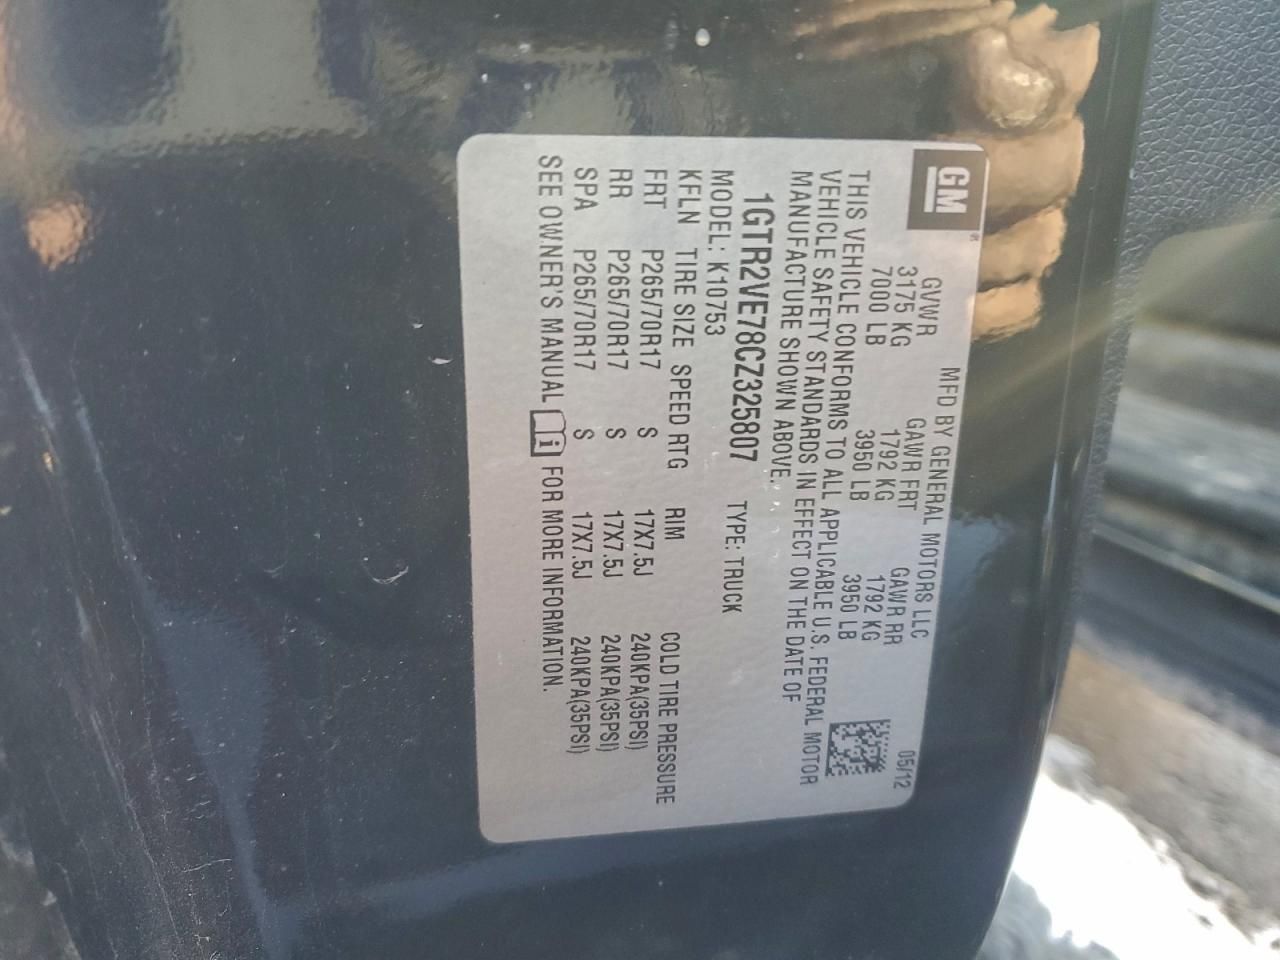 GM
MFD BY GENERAL MOTORS LLC 05/12
GVWR GAWR FRT GAWR RR
3175 KG 1792 KG 1792 KG
7000 LB 3950 LB 3950 LB
THIS VEHICLE CONFORMS TO ALL APPLICABLE U.S. FEDERAL MOTOR
VEHICLE SAFETY STANDARDS IN EFFECT ON THE DATE OF
MANUFACTURE SHOWN ABOVE.
1GTR2VE78CZ325807 TYPE: TRUCK
MODEL: K10753
KFLN TIRE SIZE SPEED RTG RIM COLD TIRE PRESSURE
FRT P265/70R17 S 17X7.5J 240KPA(35PSI)
RR P265/70R17 S 17X7.5J 240KPA(35PSI)
SPA P265/70R17 S 17X7.5J 240KPA(35PSI)
SEE OWNER'S MANUAL i FOR MORE INFORMATION.